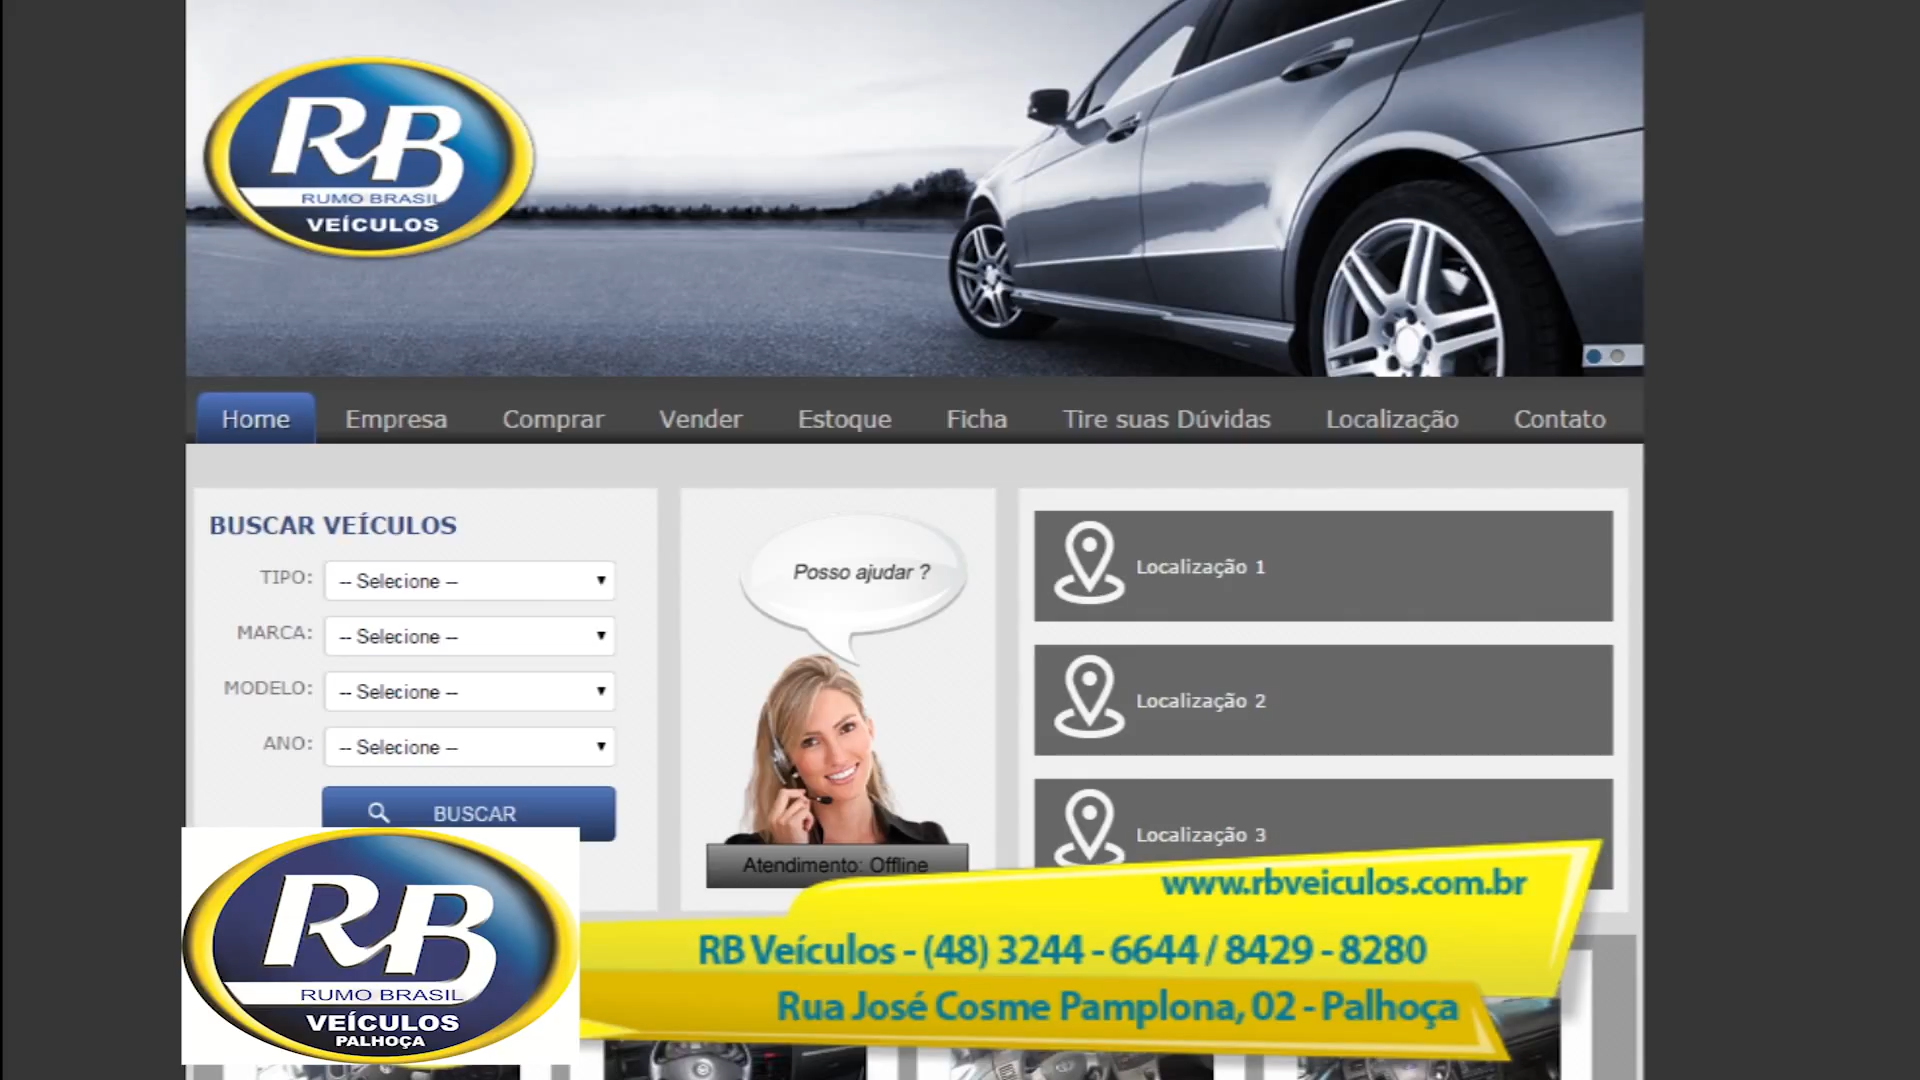 RB
RUMO BRASIL
VEÍCULOS
Home Empresa Comprar Vender Estoque Ficha Tire suas Dúvidas Localização Contato
BUSCAR VEÍCULOS
TIPO: -- Selecione --
MARCA: -- Selecione --
MODELO: -- Selecione --
ANO: -- Selecione --
BUSCAR
Posso ajudar ?
Atendimento: Offline
Localização 1
Localização 2
Localização 3
RB
RUMO BRASIL
VEÍCULOS
PALHOÇA
www.rbveiculos.com.br
RB Veículos - (48) 3244 - 6644 / 8429 - 8280
Rua José Cosme Pamplona, 02 - Palhoça